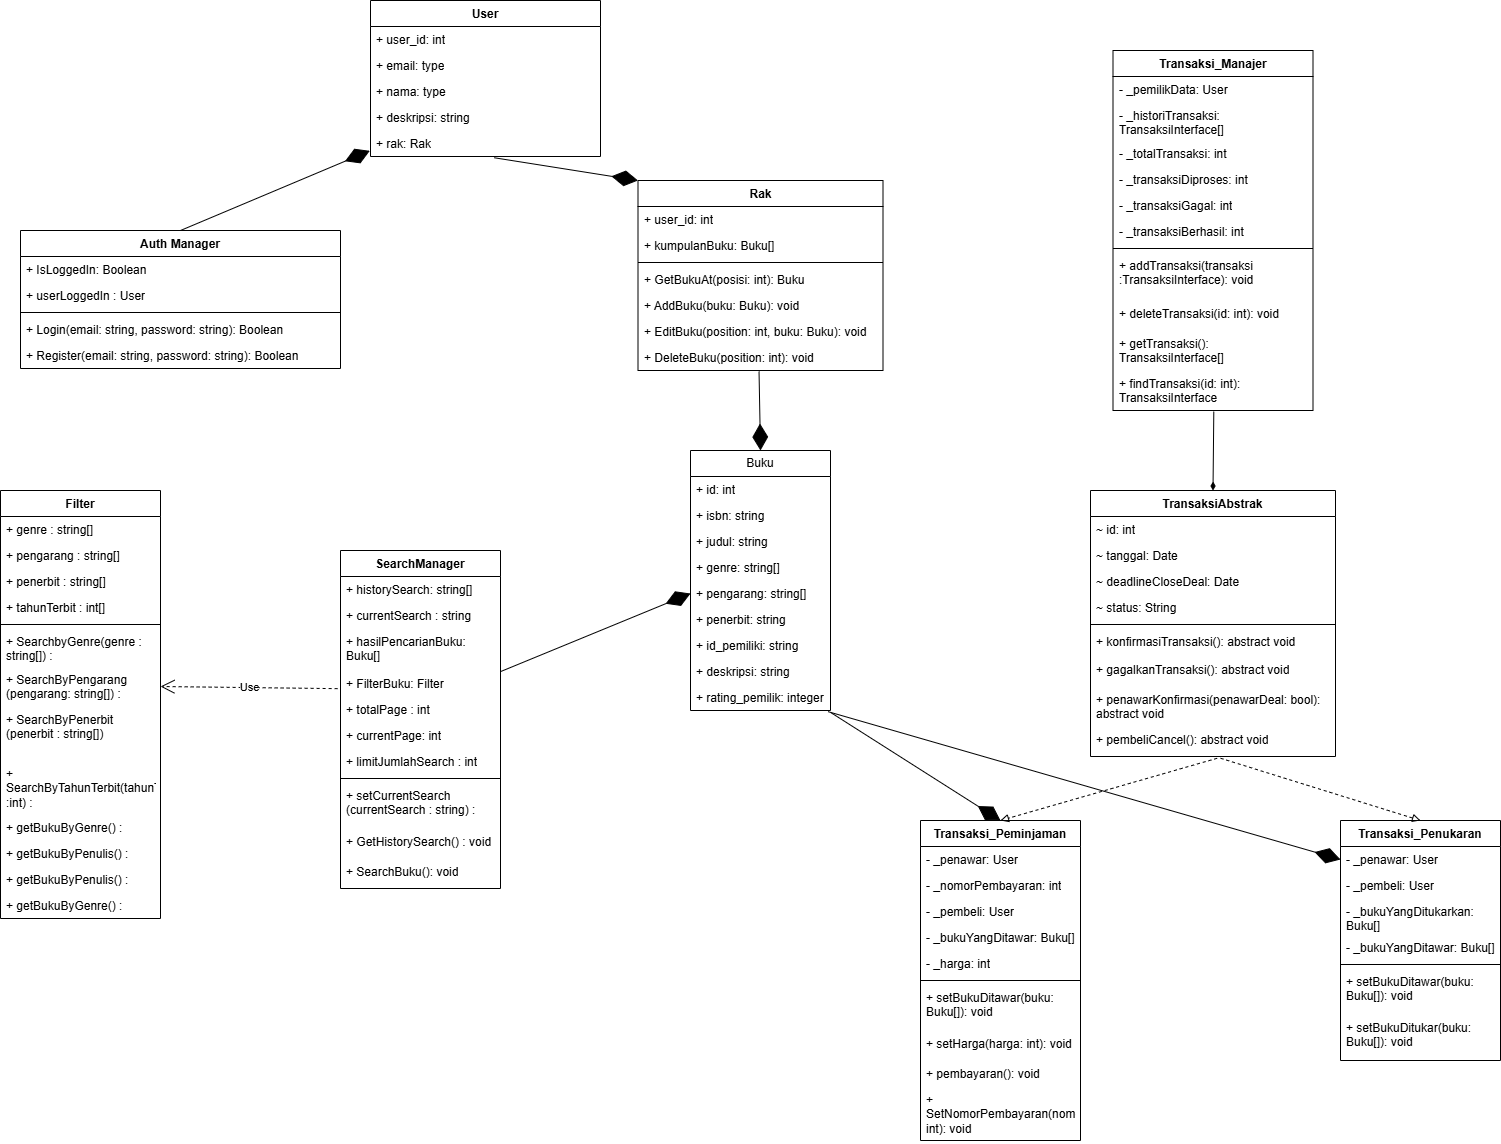 User
+ user_id: int
+ email: type
+ nama: type
+ deskripsi: string
+ rak: Rak
Transaksi_Manajer
- _pemilikData: User
- _historiTransaksi:
TransaksiInterface[]
- _totalTransaksi: int
- _transaksiDiproses: int
- _transaksiGagal: int
- _transaksiBerhasil: int
+ addTransaksi(transaksi
:TransaksiInterface): void
+ deleteTransaksi(id: int): void
+ getTransaksi():
TransaksiInterface[]
+ findTransaksi(id: int):
TransaksiInterface
Rak
+ user_id: int
+ kumpulanBuku: Buku[]
+ GetBukuAt(posisi: int): Buku
+ AddBuku(buku: Buku): void
+ EditBuku(position: int, buku: Buku): void
+ DeleteBuku(position: int): void
Auth Manager
+ IsLoggedIn: Boolean
+ userLoggedIn : User
+ Login(email: string, password: string): Boolean
+ Register(email: string, password: string): Boolean
Buku
+ id: int
+ isbn: string
+ judul: string
+ genre: string[]
+ pengarang: string[]
+ penerbit: string
+ id_pemiliki: string
+ deskripsi: string
+ rating_pemilik: integer
Filter
+ genre : string[]
+ pengarang : string[]
+ penerbit : string[]
+ tahunTerbit : int[]
+ SearchbyGenre(genre :
string[]) :
+ SearchByPengarang
(pengarang: string[]) :
+ SearchByPenerbit
(penerbit : string[])
+
SearchByTahunTerbit(tahun
:int) :
+ getBukuByGenre() :
+ getBukuByPenulis() :
+ getBukuByPenulis() :
+ getBukuByGenre() :
Use
SearchManager
+ historySearch: string[]
+ currentSearch : string
+ hasilPencarianBuku:
Buku[]
+ FilterBuku: Filter
+ totalPage : int
+ currentPage: int
+ limitJumlahSearch : int
+ setCurrentSearch
(currentSearch : string) :
+ GetHistorySearch() : void
+ SearchBuku(): void
TransaksiAbstrak
~ id: int
~ tanggal: Date
~ deadlineCloseDeal: Date
~ status: String
+ konfirmasiTransaksi(): abstract void
+ gagalkanTransaksi(): abstract void
+ penawarKonfirmasi(penawarDeal: bool):
abstract void
+ pembeliCancel(): abstract void
Transaksi_Peminjaman
- _penawar: User
- _nomorPembayaran: int
- _pembeli: User
- _bukuYangDitawar: Buku[]
- _harga: int
+ setBukuDitawar(buku:
Buku[]): void
+ setHarga(harga: int): void
+ pembayaran(): void
+
SetNomorPembayaran(nom
int): void
Transaksi_Penukaran
- _penawar: User
- _pembeli: User
- _bukuYangDitukarkan:
Buku[]
- _bukuYangDitawar: Buku[]
+ setBukuDitawar(buku:
Buku[]): void
+ setBukuDitukar(buku:
Buku[]): void